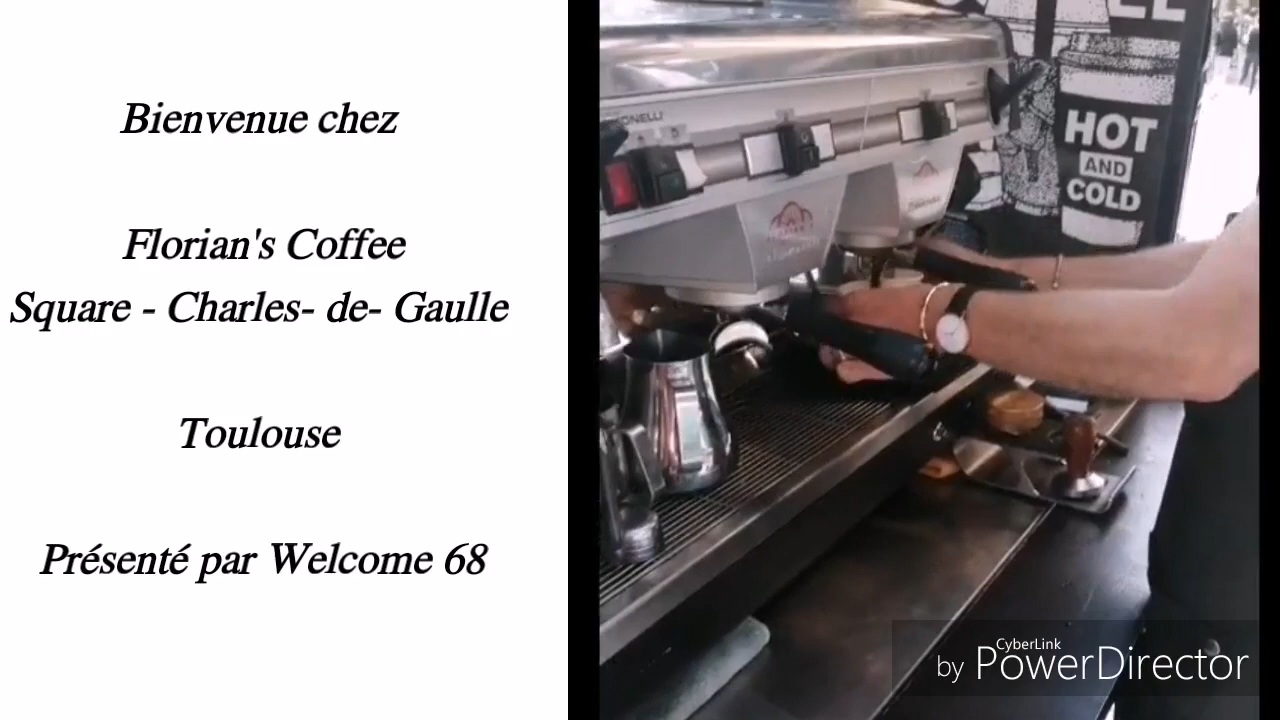 Bienvenue chez
Florian's Coffee
Square - Charles- de- Gaulle
Toulouse
Présenté par Welcome 68
HOT
AND
COLD
CyberLink
by PowerDirector